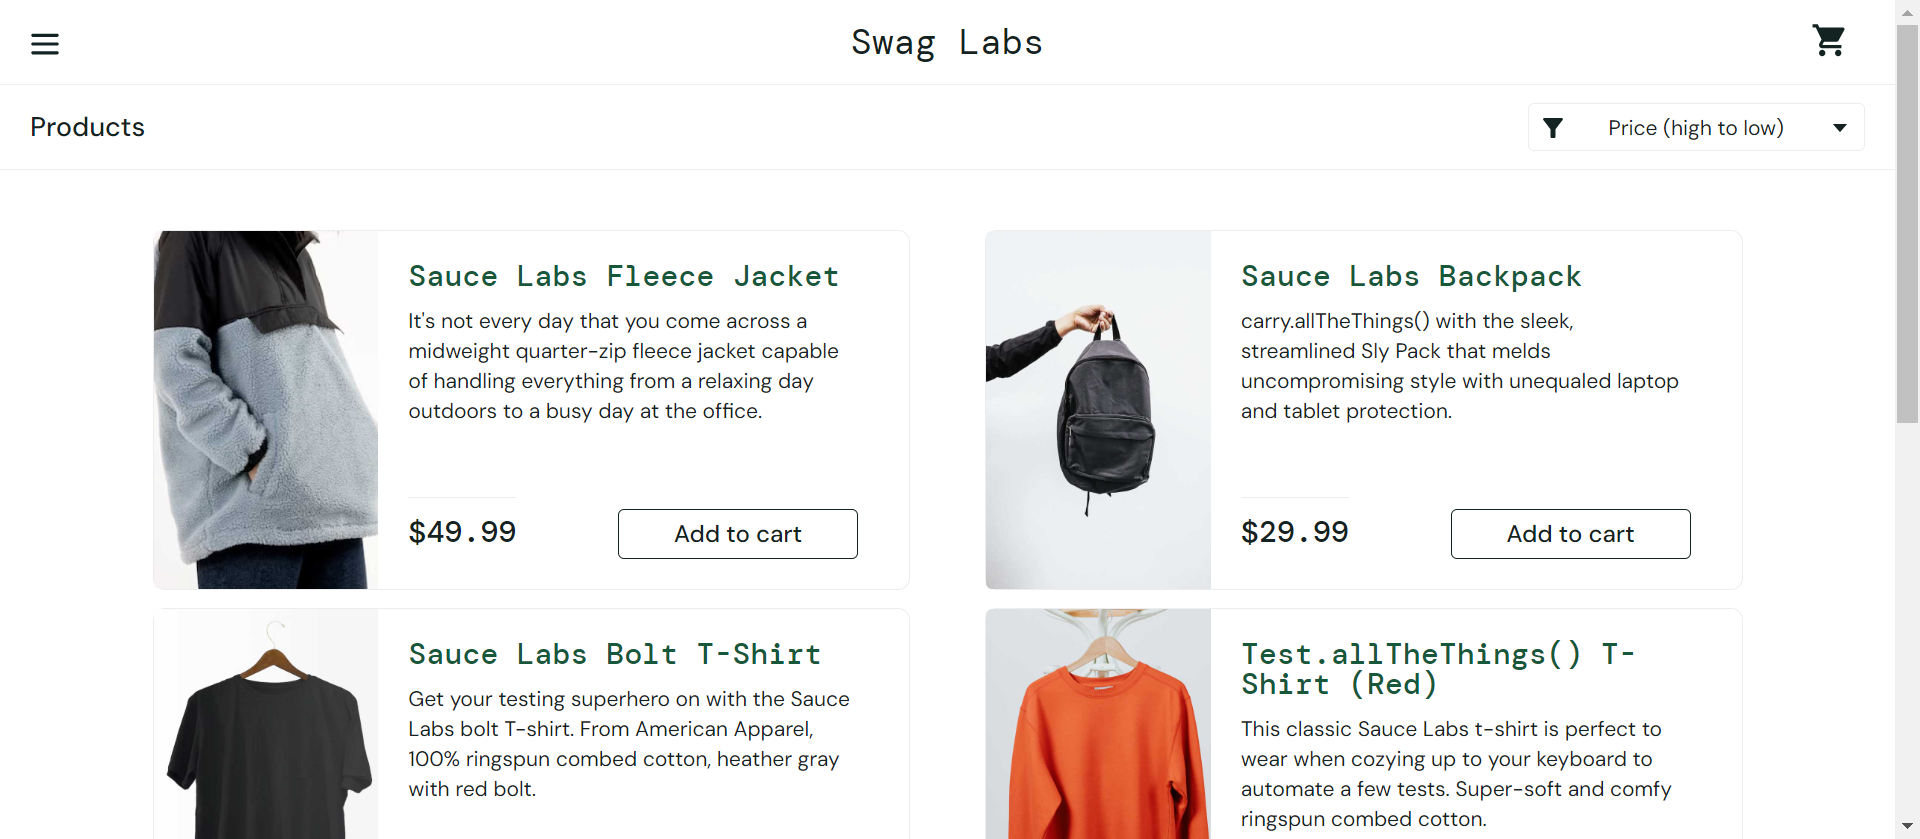 Swag Labs
Products
Price (high to low)
Sauce Labs Fleece Jacket
It's not every day that you come across a
midweight quarter-zip fleece jacket capable
of handling everything from a relaxing day
outdoors to a busy day at the office.
$49.99
Add to cart
Sauce Labs Backpack
carry.allTheThings() with the sleek,
streamlined Sly Pack that melds
uncompromising style with unequaled laptop
and tablet protection.
$29.99
Add to cart
Sauce Labs Bolt T-Shirt
Get your testing superhero on with the Sauce
Labs bolt T-shirt. From American Apparel,
100% ringspun combed cotton, heather gray
with red bolt.
Test.allTheThings() T-
Shirt (Red)
This classic Sauce Labs t-shirt is perfect to
wear when cozying up to your keyboard to
automate a few tests. Super-soft and comfy
ringspun combed cotton.